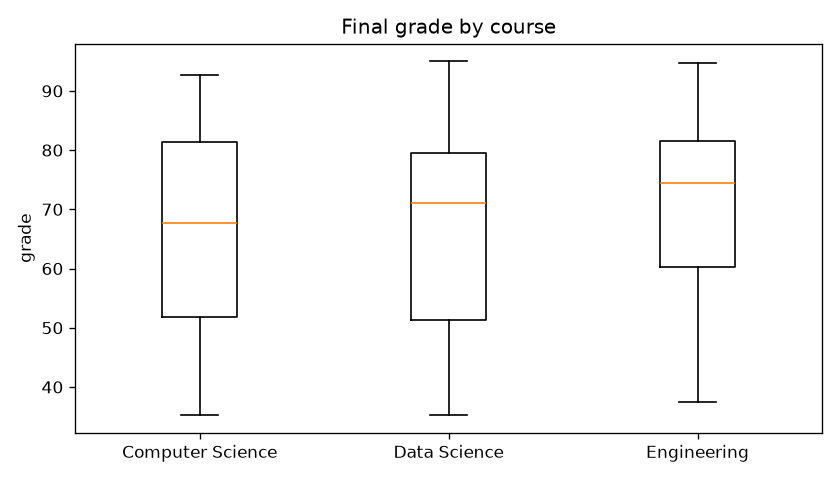 Final grade by course
grade
90
80
70
60
50
40
Computer Science
Data Science
Engineering